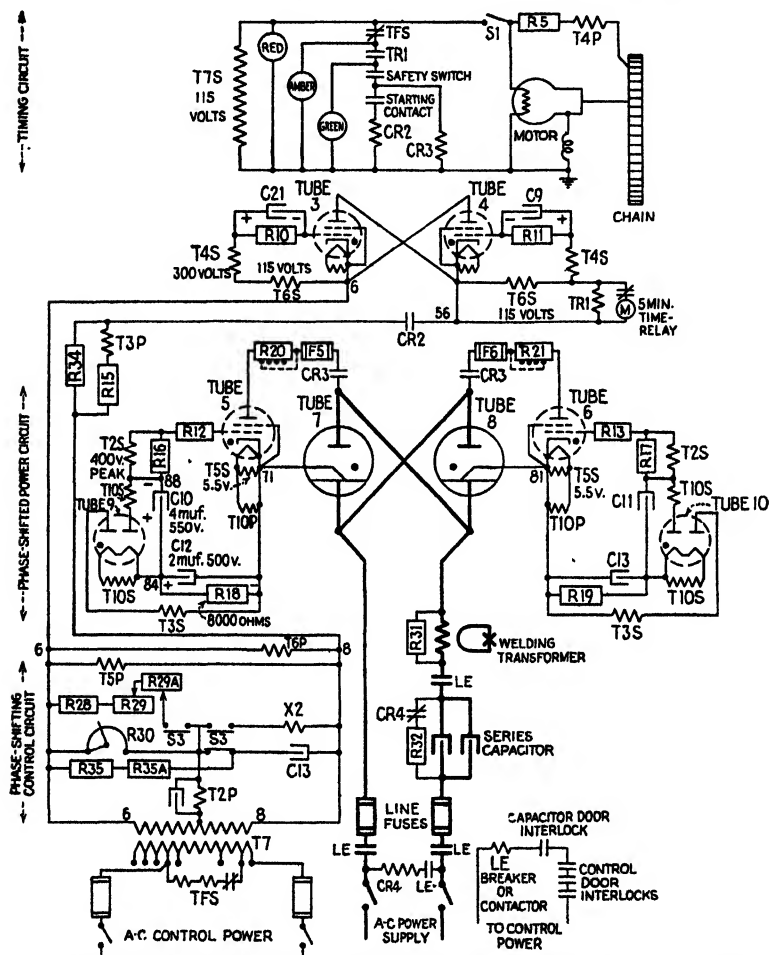 TIMING CIRCUIT
T7S
115
VOLTS
RED
AMBER
GREEN
TFS
TR1
SAFETY SWITCH
STARTING
CONTACT
CR2
CR3
S1
R5
T4P
MOTOR
CHAIN
C21
TUBE
3
TUBE
4
C9
+
-
-
+
R10
R11
T4S
300 VOLTS
115 VOLTS
T6S
6
T4S
T6S
115 VOLTS
TR1
M
5 MIN.
TIME-
RELAY
56
CR2
R34
T3P
R15
PHASE-SHIFTED POWER CIRCUIT
R20
F5
CR3
F6
R21
CR3
TUBE
5
TUBE
7
TUBE
8
TUBE
6
R12
R13
T2S
400V.
PEAK
R16
88
T10S
TUBE 9
-
+
C10
4 muf.
550V.
C12
2 muf. 500V.
84
+
-
T5S
5.5V.
71
T10P
T10S
R18
8000 OHMS
T3S
81
T5S
5.5V.
T10P
R17
T2S
T10S
C11
TUBE 10
C13
R19
T10S
T3S
R31
WELDING
TRANSFORMER
LE
CR4
R32
SERIES
CAPACITOR
PHASE-SHIFTING
CONTROL CIRCUIT
6
T6P
8
T5P
R28
R29
R29A
S3
S3
X2
R30
R35
R35A
C13
T2P
6
8
T7
TFS
A-C CONTROL POWER
LINE
FUSES
LE
LE
CR4
LE
A-C POWER
SUPPLY
CAPACITOR DOOR
INTERLOCK
LE
BREAKER
OR
CONTACTOR
CONTROL
DOOR
INTERLOCKS
TO CONTROL
POWER